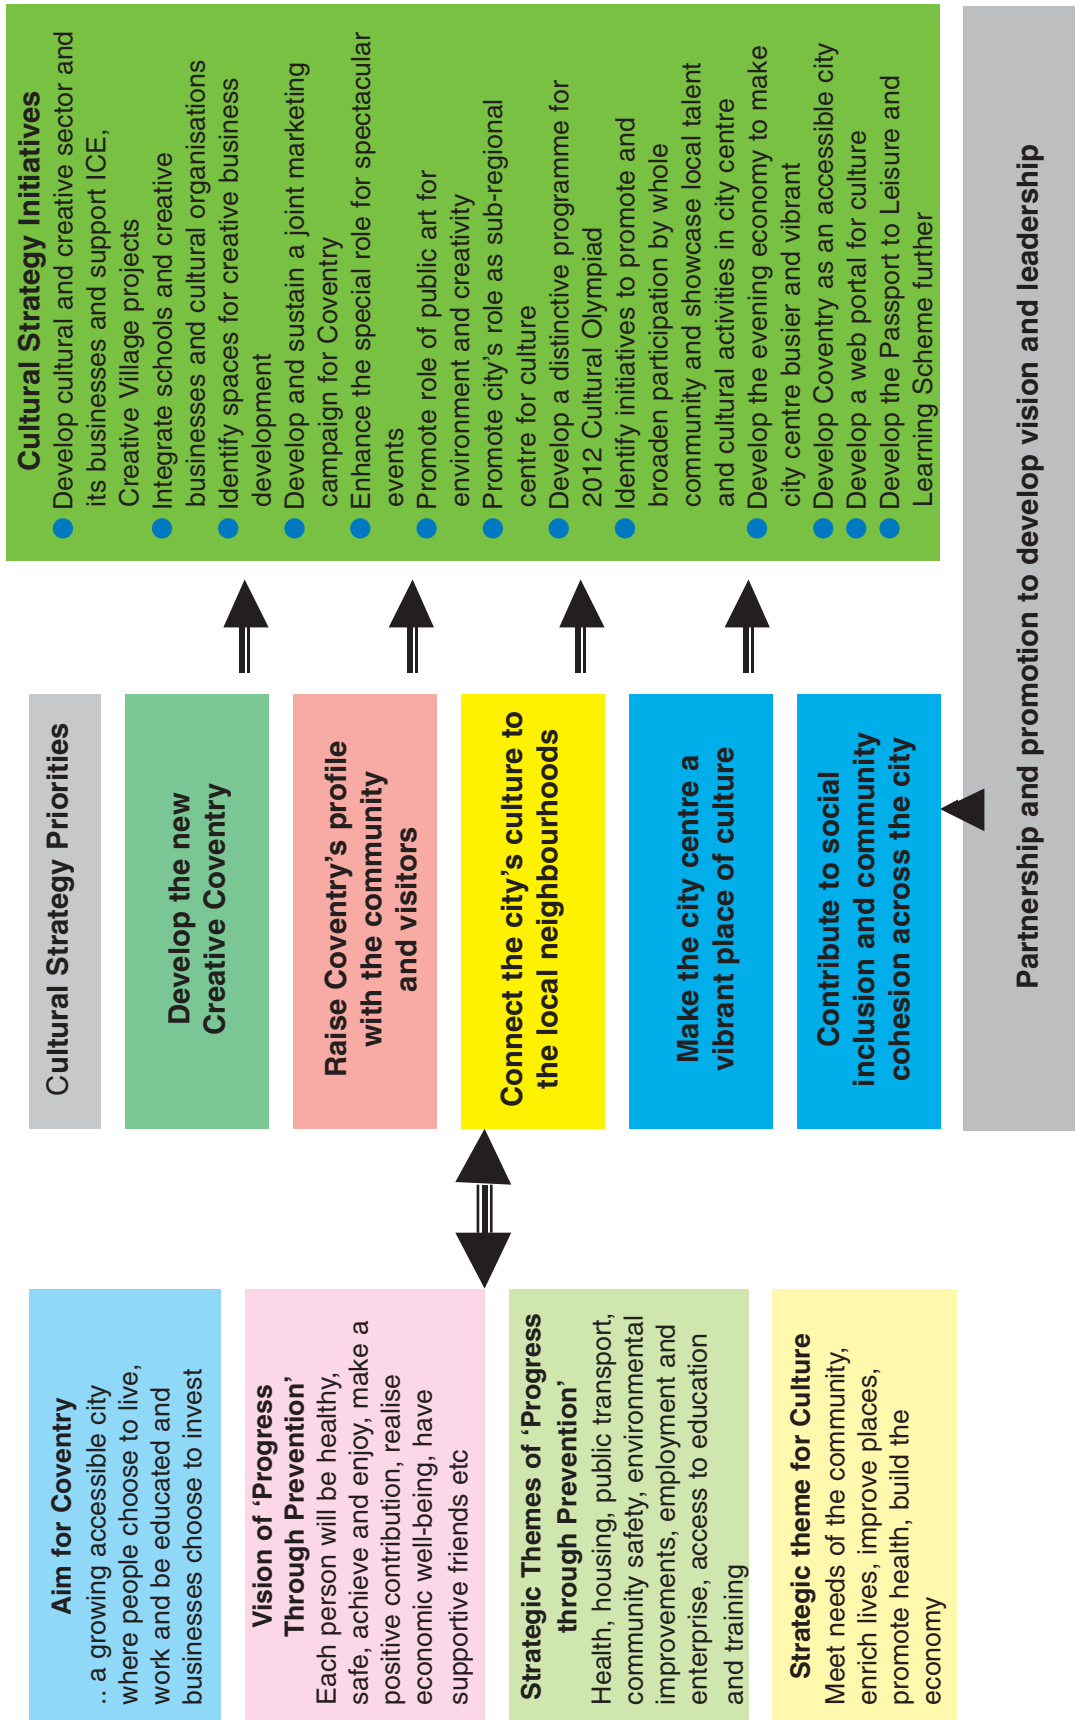 Aim for Coventry
.. a growing accessible city
where people choose to live,
work and be educated and
businesses choose to invest
Vision of ‘Progress
Through Prevention’
Each person will be healthy,
safe, achieve and enjoy, make a
positive contribution, realise
economic well-being, have
supportive friends etc
Strategic Themes of ‘Progress
through Prevention’
Health, housing, public transport,
community safety, environmental
improvements, employment and
enterprise, access to education
and training
Strategic theme for Culture
Meet needs of the community,
enrich lives, improve places,
promote health, build the
economy
Cultural Strategy Priorities
Develop the new
Creative Coventry
Raise Coventry’s profile
with the community
and visitors
Connect the city’s culture to
the local neighbourhoods
Make the city centre a
vibrant place of culture
Contribute to social
inclusion and community
cohesion across the city
Cultural Strategy Initiatives
● Develop cultural and creative sector and
its businesses and support ICE,
Creative Village projects
● Integrate schools and creative
businesses and cultural organisations
● Identify spaces for creative business
development
● Develop and sustain a joint marketing
campaign for Coventry
● Enhance the special role for spectacular
events
● Promote role of public art for
environment and creativity
● Promote city’s role as sub-regional
centre for culture
● Develop a distinctive programme for
2012 Cultural Olympiad
● Identify initiatives to promote and
broaden participation by whole
community and showcase local talent
and cultural activities in city centre
● Develop the evening economy to make
city centre busier and vibrant
● Develop Coventry as an accessible city
● Develop a web portal for culture
● Develop the Passport to Leisure and
Learning Scheme further
Partnership and promotion to develop vision and leadership